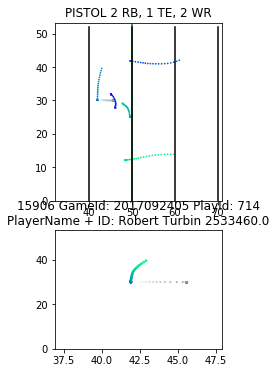 PISTOL 2 RB, 1 TE, 2 WR
50
40
30
20
10
0
40 50 60 70
15906 GameId: 2017092405 PlayId: 714
PlayerName + ID: Robert Turbin 2533460.0
40
20
0
37.5 40.0 42.5 45.0 47.5